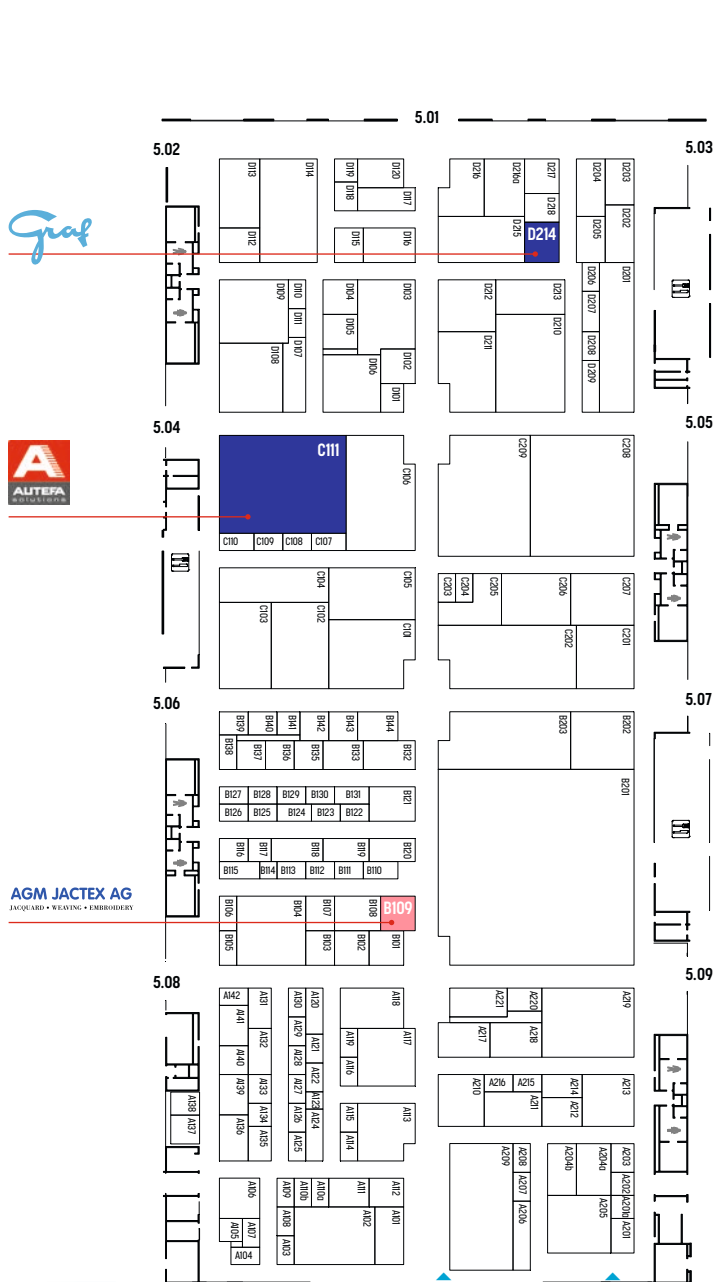 5.01
5.02
5.03
D113
D114
D119
D120
D118
D117
D112
D115
D116
D216
D216a
D217
D218
D215
D214
D204
D203
D202
D205
Graf
D109
D110
D111
D107
D108
D104
D103
D105
D106
D102
D101
D212
D213
D210
D211
D206
D207
D201
D208
D209
5.04
5.05
AUTEFA
solutions
C111
C106
C110
C109
C108
C107
C209
C208
C104
C105
C103
C102
C101
C203
C204
C205
C206
C207
C202
C201
5.06
5.07
B139
B140
B141
B142
B143
B144
B138
B137
B136
B135
B133
B132
B203
B202
B201
B127
B128
B129
B130
B131
B121
B126
B125
B124
B123
B122
B116
B117
B118
B119
B120
B115
B114
B113
B112
B111
B110
AGM JACTEX AG
JACQUARD • WEAVING • EMBROIDERY
B106
B104
B107
B108
B109
B105
B103
B102
B101
5.08
5.09
A142
A131
A141
A132
A140
A139
A133
A134
A136
A135
A138
A137
A130
A120
A129
A121
A128
A122
A127
A123
A126
A124
A125
A118
A119
A117
A116
A115
A113
A114
A221
A220
A219
A217
A218
A210
A216
A215
A214
A213
A211
A212
A106
A105
A107
A104
A109
A110b
A110a
A111
A112
A108
A102
A101
A103
A209
A208
A207
A206
A204b
A204a
A203
A202
A205
A201a
A201